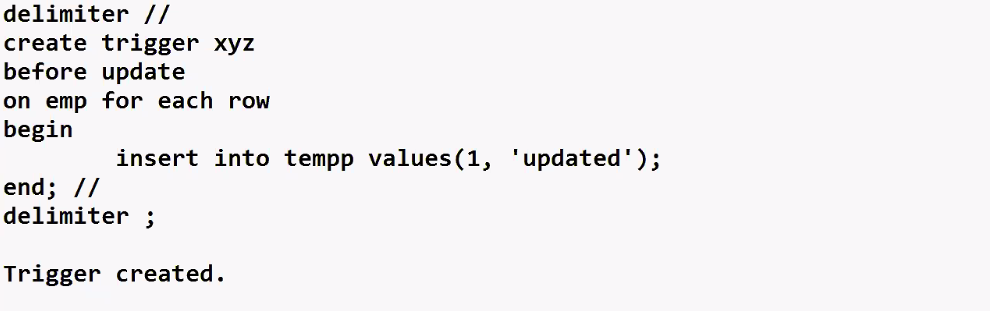 delimiter //
create trigger xyz
before update
on emp for each row
begin
        insert into tempp values(1, 'updated');
end; //
delimiter ;

Trigger created.